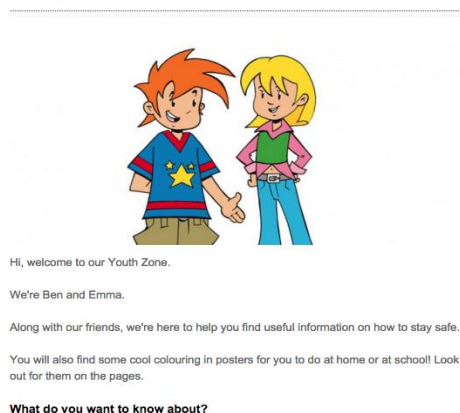 Hi, welcome to our Youth Zone.
We're Ben and Emma.
Along with our friends, we're here to help you find useful information on how to stay safe.
You will also find some cool colouring in posters for you to do at home or at school! Look
out for them on the pages.
What do you want to know about?